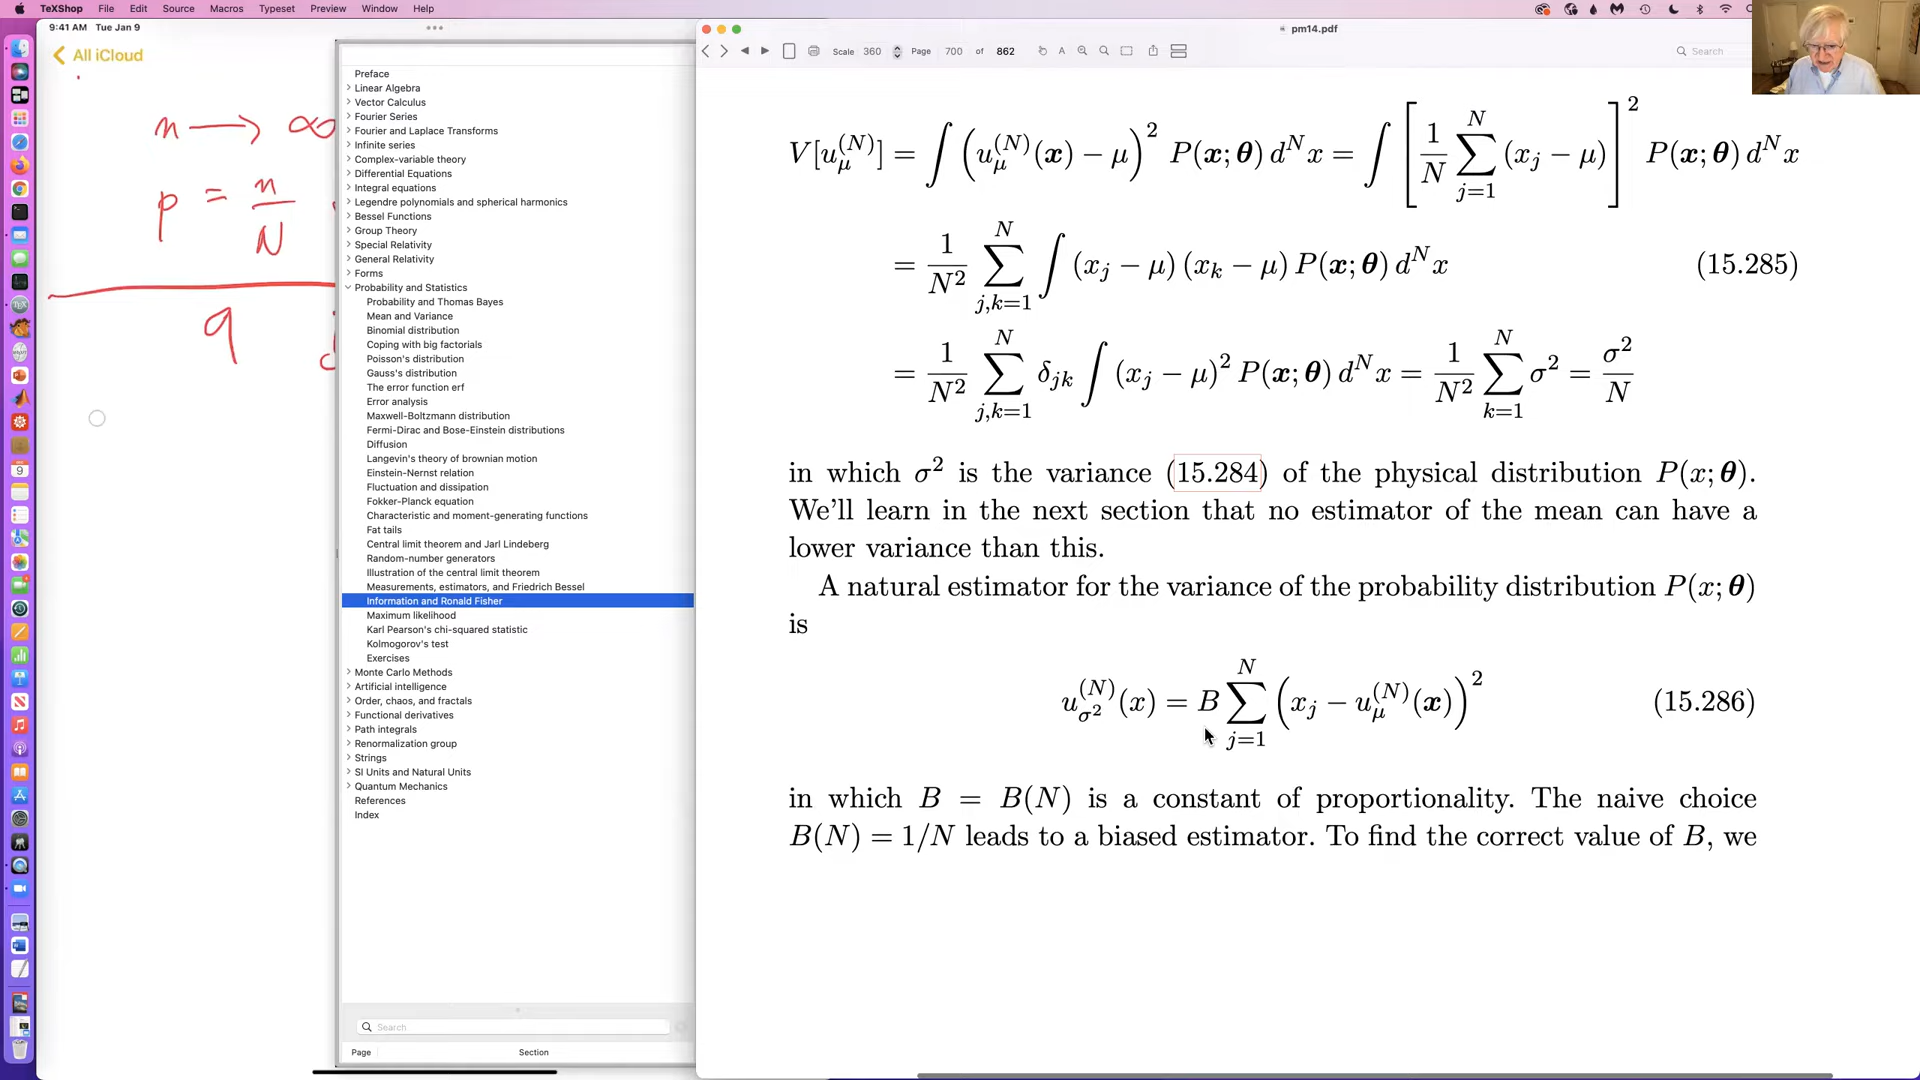 TeXShop File Edit Source Macros Typeset Preview Window Help
9:41 AM Tue Jan 9
All iCloud
n → ∞
p = n/N
9
Preface
Linear Algebra
Vector Calculus
Fourier Series
Fourier and Laplace Transforms
Infinite series
Complex-variable theory
Differential Equations
Integral equations
Legendre polynomials and spherical harmonics
Bessel Functions
Group Theory
Special Relativity
General Relativity
Forms
Probability and Statistics
Probability and Thomas Bayes
Mean and Variance
Binomial distribution
Coping with big factorials
Poisson's distribution
Gauss's distribution
The error function erf
Error analysis
Maxwell-Boltzmann distribution
Fermi-Dirac and Bose-Einstein distributions
Diffusion
Langevin's theory of brownian motion
Einstein-Nernst relation
Fluctuation and dissipation
Fokker-Planck equation
Characteristic and moment-generating functions
Fat tails
Central limit theorem and Jarl Lindeberg
Random-number generators
Illustration of the central limit theorem
Measurements, estimators, and Friedrich Bessel
Information and Ronald Fisher
Maximum likelihood
Karl Pearson's chi-squared statistic
Kolmogorov's test
Exercises
Monte Carlo Methods
Artificial intelligence
Order, chaos, and fractals
Functional derivatives
Path integrals
Renormalization group
Strings
SI Units and Natural Units
Quantum Mechanics
References
Index
Search
Page Section
pm14.pdf
Scale 360 Page 700 of 862 Search
V[u_μ^(N)] = ∫ (u_μ^(N)(x) − μ)² P(x; θ) d^N x = ∫ [1/N ∑_{j=1}^N (x_j − μ)]² P(x; θ) d^N x
= 1/N² ∑_{j,k=1}^N ∫ (x_j − μ) (x_k − μ) P(x; θ) d^N x (15.285)
= 1/N² ∑_{j,k=1}^N δ_jk ∫ (x_j − μ)² P(x; θ) d^N x = 1/N² ∑_{k=1}^N σ² = σ²/N
in which σ² is the variance (15.284) of the physical distribution P(x; θ).
We'll learn in the next section that no estimator of the mean can have a
lower variance than this.
A natural estimator for the variance of the probability distribution P(x; θ)
is
u_σ²^(N)(x) = B ∑_{j=1}^N (x_j − u_μ^(N)(x))² (15.286)
in which B = B(N) is a constant of proportionality. The naive choice
B(N) = 1/N leads to a biased estimator. To find the correct value of B, we